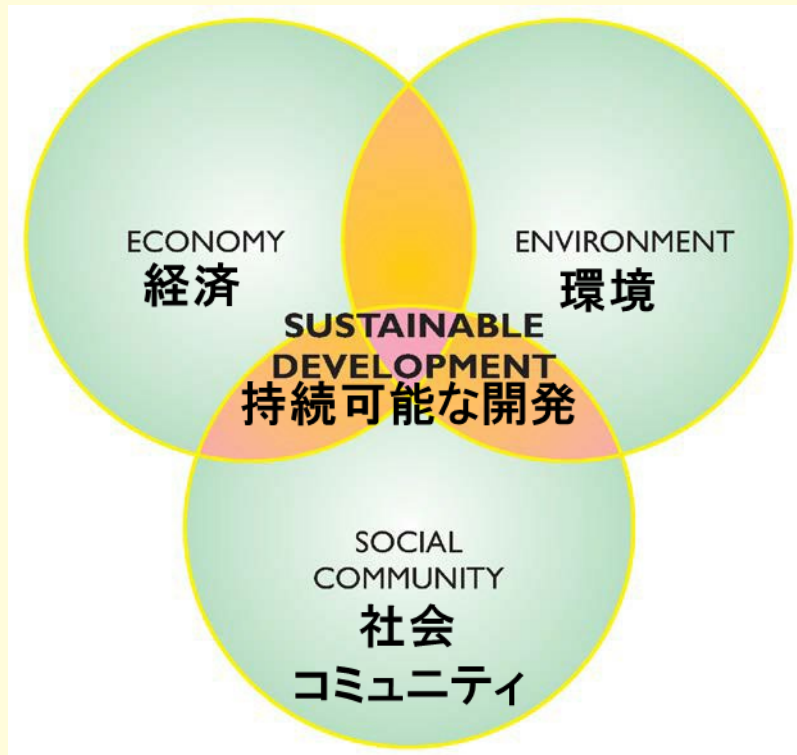 ECONOMY
経済
ENVIRONMENT
環境
SUSTAINABLE
DEVELOPMENT
持続可能な開発
SOCIAL
COMMUNITY
社会
コミュニティ